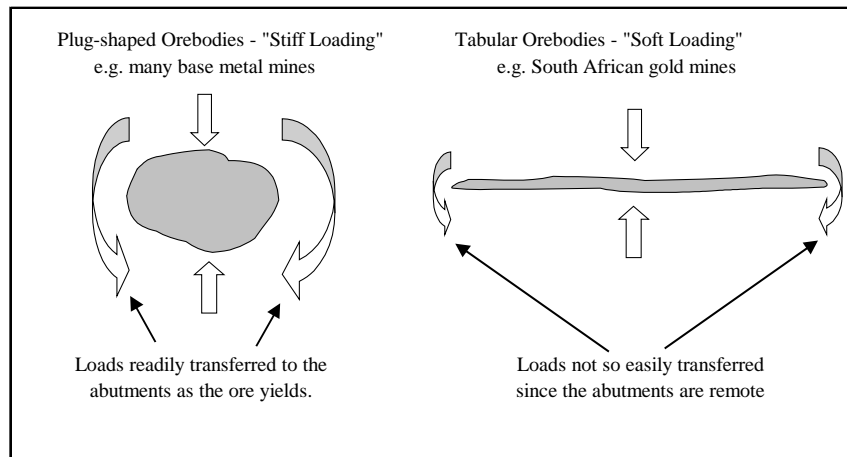 Plug-shaped Orebodies - "Stiff Loading"
e.g. many base metal mines
Tabular Orebodies - "Soft Loading"
e.g. South African gold mines
Loads readily transferred to the
abutments as the ore yields.
Loads not so easily transferred
since the abutments are remote